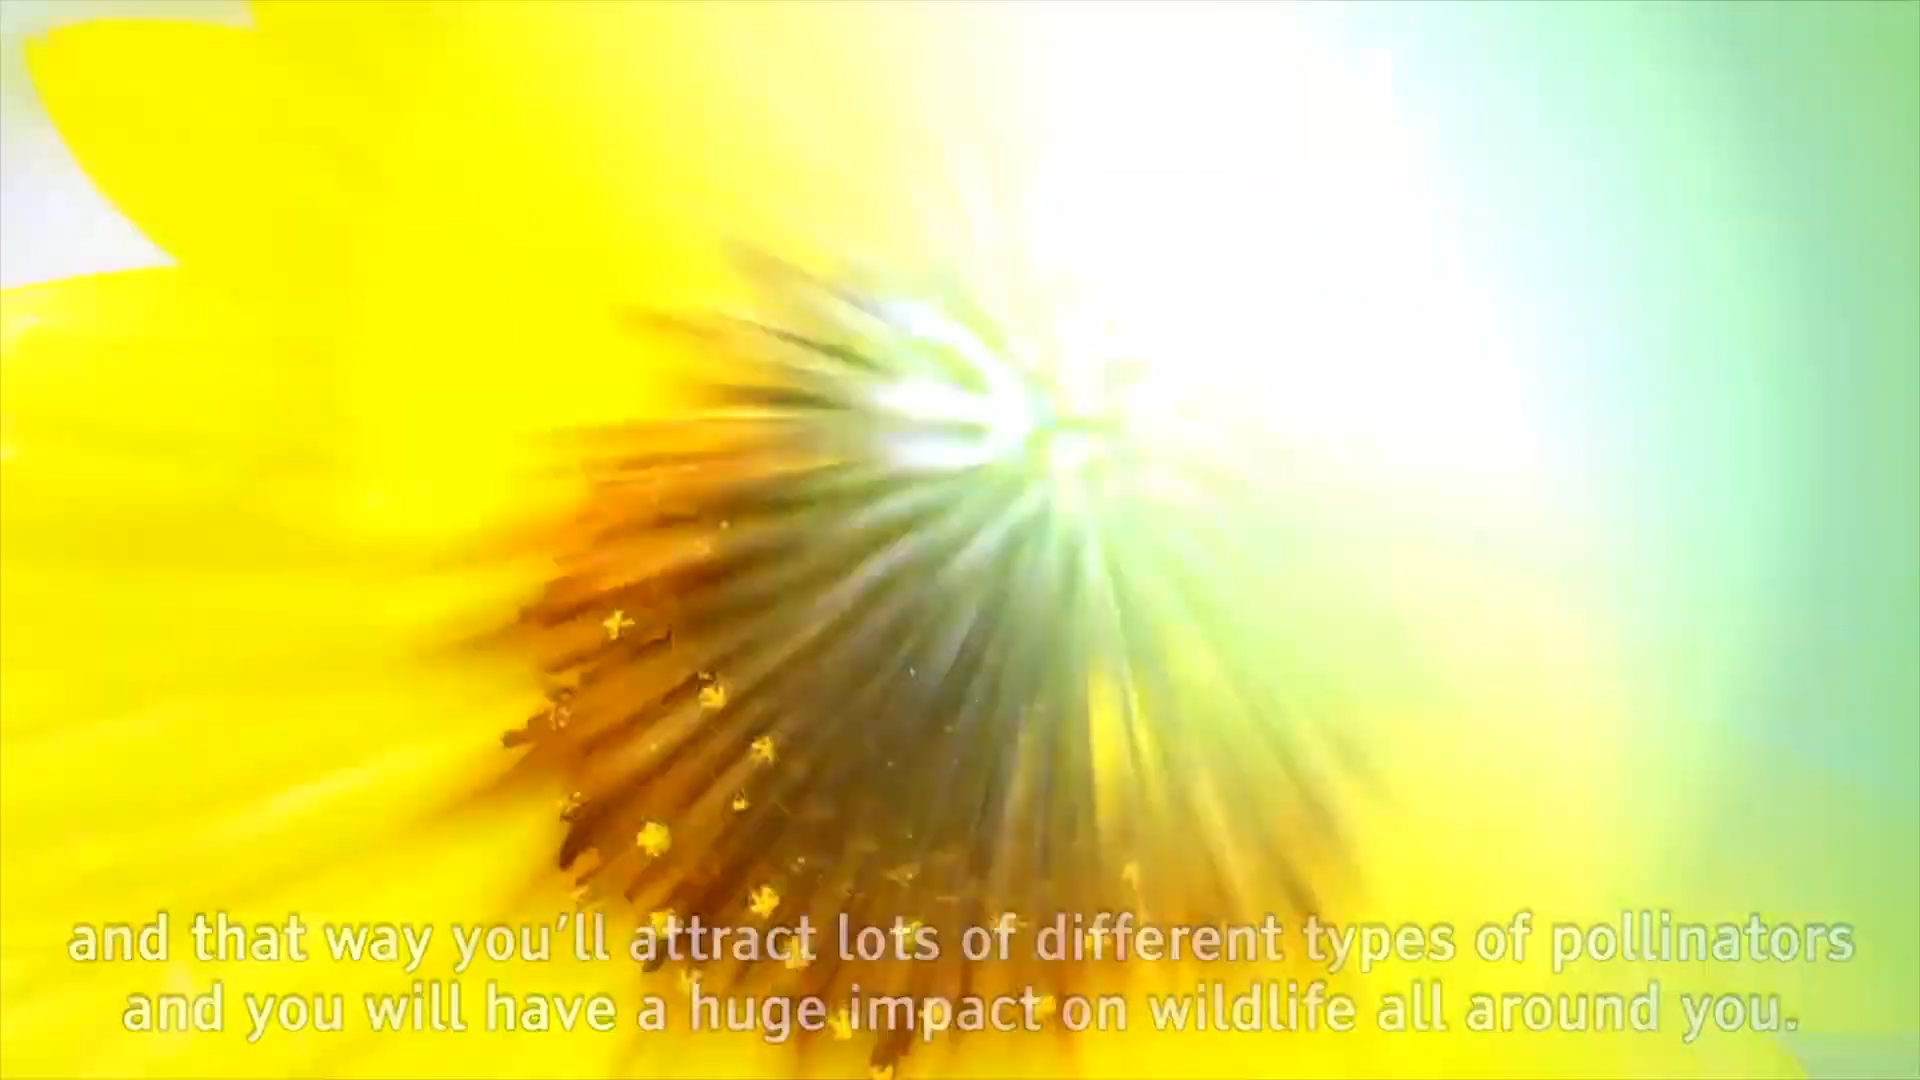 and that way you'll attract lots of different types of pollinators
and you will have a huge impact on wildlife all around you.